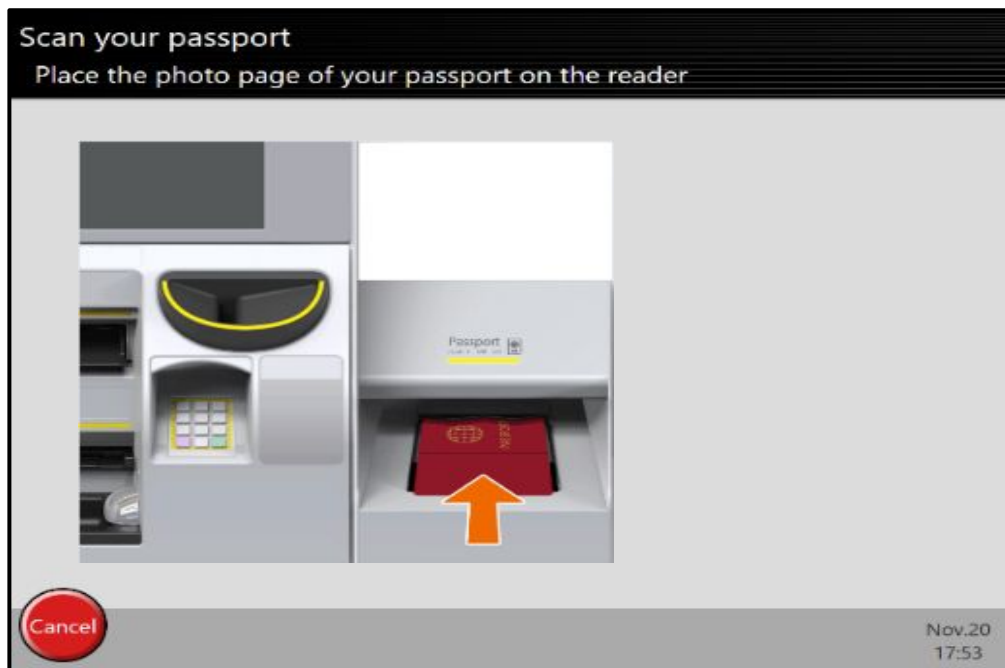 Scan your passport
Place the photo page of your passport on the reader
Passport
Cancel
Nov.20
17:53